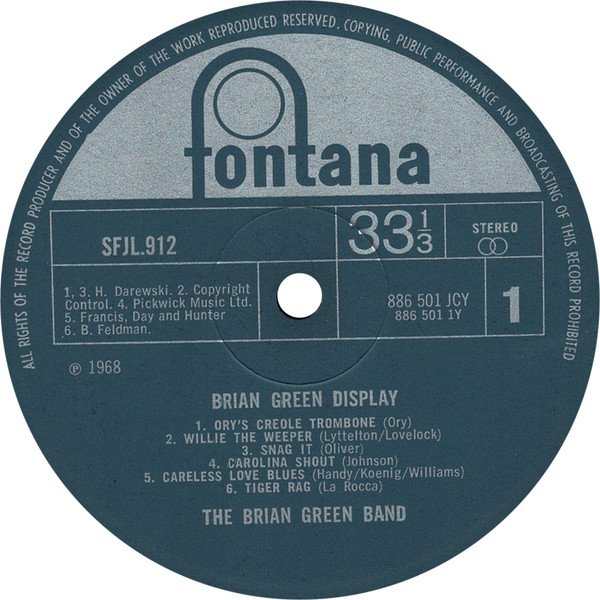 ALL RIGHTS OF THE RECORD PRODUCER AND OF THE OWNER OF THE WORK REPRODUCED RESERVED. COPYING, PUBLIC PERFORMANCE AND BROADCASTING OF THIS RECORD PROHIBITED
fontana
SFJL.912
33 1/3
STEREO
1, 3. H. Darewski. 2. Copyright
Control. 4. Pickwick Music Ltd.
5. Francis, Day and Hunter
6. B. Feldman.
886 501 JCY
886 501 1Y
1
℗ 1968
BRIAN GREEN DISPLAY
1. ORY'S CREOLE TROMBONE (Ory)
2. WILLIE THE WEEPER (Lyttelton/Lovelock)
3. SNAG IT (Oliver)
4. CAROLINA SHOUT (Johnson)
5. CARELESS LOVE BLUES (Handy/Koenig/Williams)
6. TIGER RAG (La Rocca)
THE BRIAN GREEN BAND